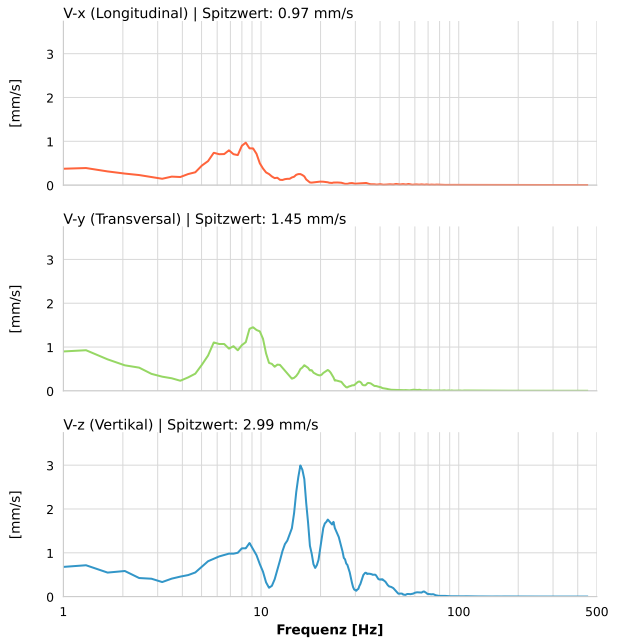 V-x (Longitudinal) | Spitzwert: 0.97 mm/s
[mm/s]
3
2
1
0
V-y (Transversal) | Spitzwert: 1.45 mm/s
[mm/s]
3
2
1
0
V-z (Vertikal) | Spitzwert: 2.99 mm/s
[mm/s]
3
2
1
0
1 10 100 500
Frequenz [Hz]